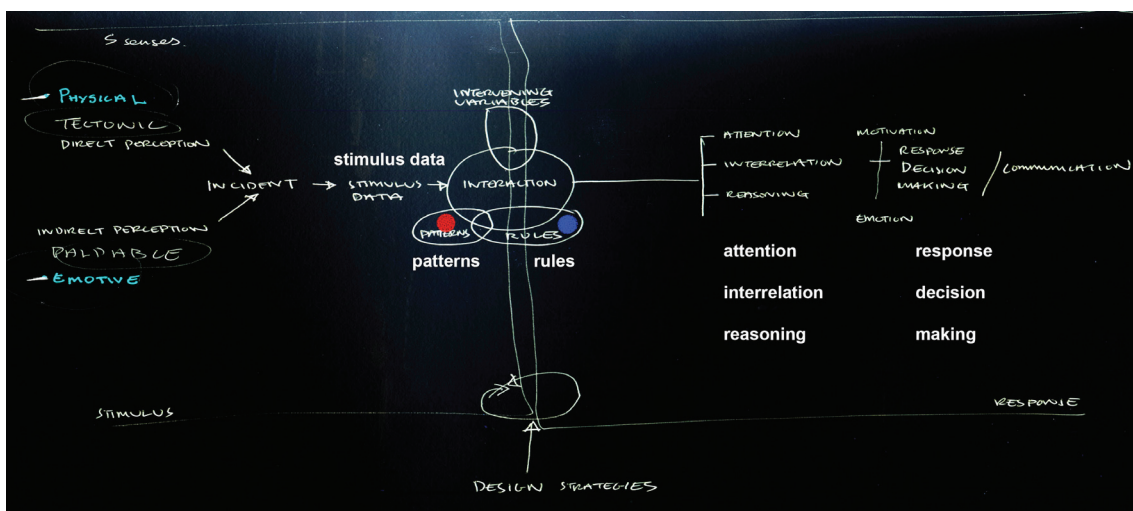 5 senses.
PHYSICAL
TECTONIC
DIRECT PERCEPTION
INCIDENT
INDIRECT PERCEPTION
PALPABLE
EMOTIVE
stimulus data
STIMULUS
DATA
INTERVENING
VARIABLES
INTERACTION
PATTERNS
RULES
patterns
rules
ATTENTION
INTERRELATION
REASONING
MOTIVATION
RESPONSE
DECISION
MAKING
EMOTION
COMMUNICATION
attention
response
interrelation
decision
reasoning
making
STIMULUS
RESPONSE
DESIGN STRATEGIES